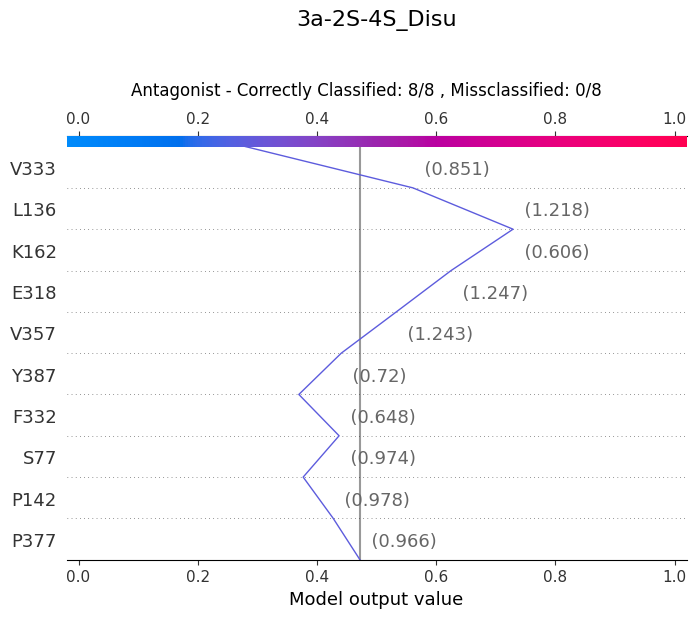 3a-2S-4S_Disu
Antagonist - Correctly Classified: 8/8 , Missclassified: 0/8
0.0 0.2 0.4 0.6 0.8 1.0
V333 (0.851)
L136 (1.218)
K162 (0.606)
E318 (1.247)
V357 (1.243)
Y387 (0.72)
F332 (0.648)
S77 (0.974)
P142 (0.978)
P377 (0.966)
0.0 0.2 0.4 0.6 0.8 1.0
Model output value